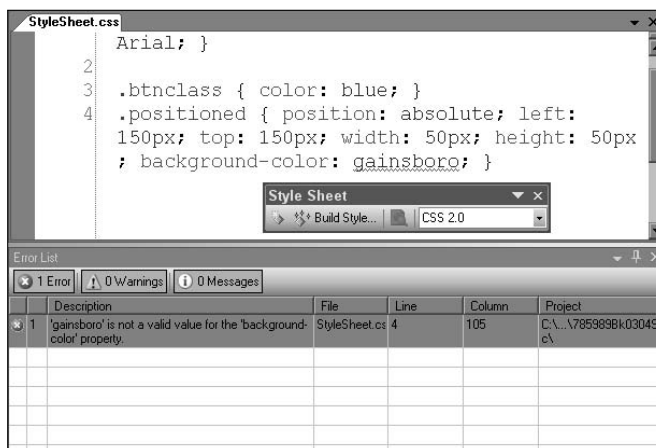 StyleSheet.css
Arial; }
2
3 .btnclass { color: blue; }
4 .positioned { position: absolute; left:
150px; top: 150px; width: 50px; height: 50px
; background-color: gainsboro; }
Style Sheet
Build Style... CSS 2.0
Error List
1 Error 0 Warnings 0 Messages
Description File Line Column Project
1 'gainsboro' is not a valid value for the 'background- StyleSheet.cs 4 105 C:\...\785989Bk03049
color' property. c\